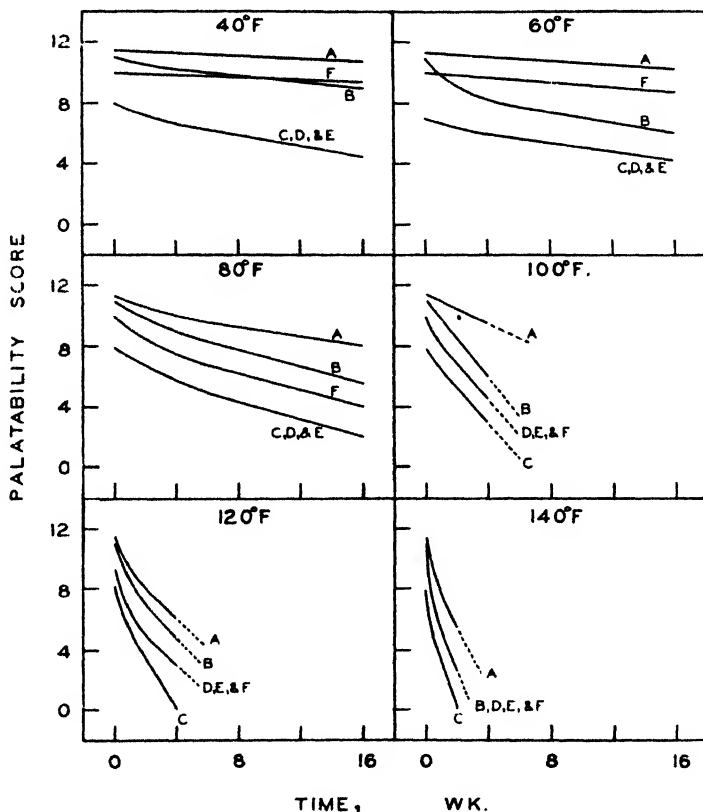 40°F
12
8
4
0
A
F
B
C,D, & E
60°F
A
F
B
C,D, & E
80°F
12
8
4
0
A
B
F
C,D, & E
100°F.
A
B
D,E, & F
C
120°F
12
8
4
0
A
B
D,E, & F
C
140°F
A
B, D, E, & F
C
0 8 16 0 8 16
PALATABILITY SCORE
TIME, WK.